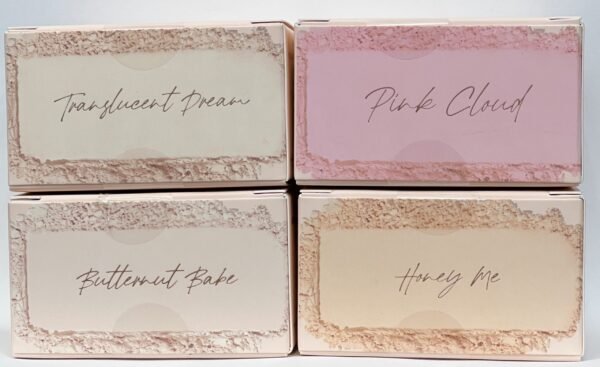 Translucent Dream
Pink Cloud
Butternut Babe
Honey Me